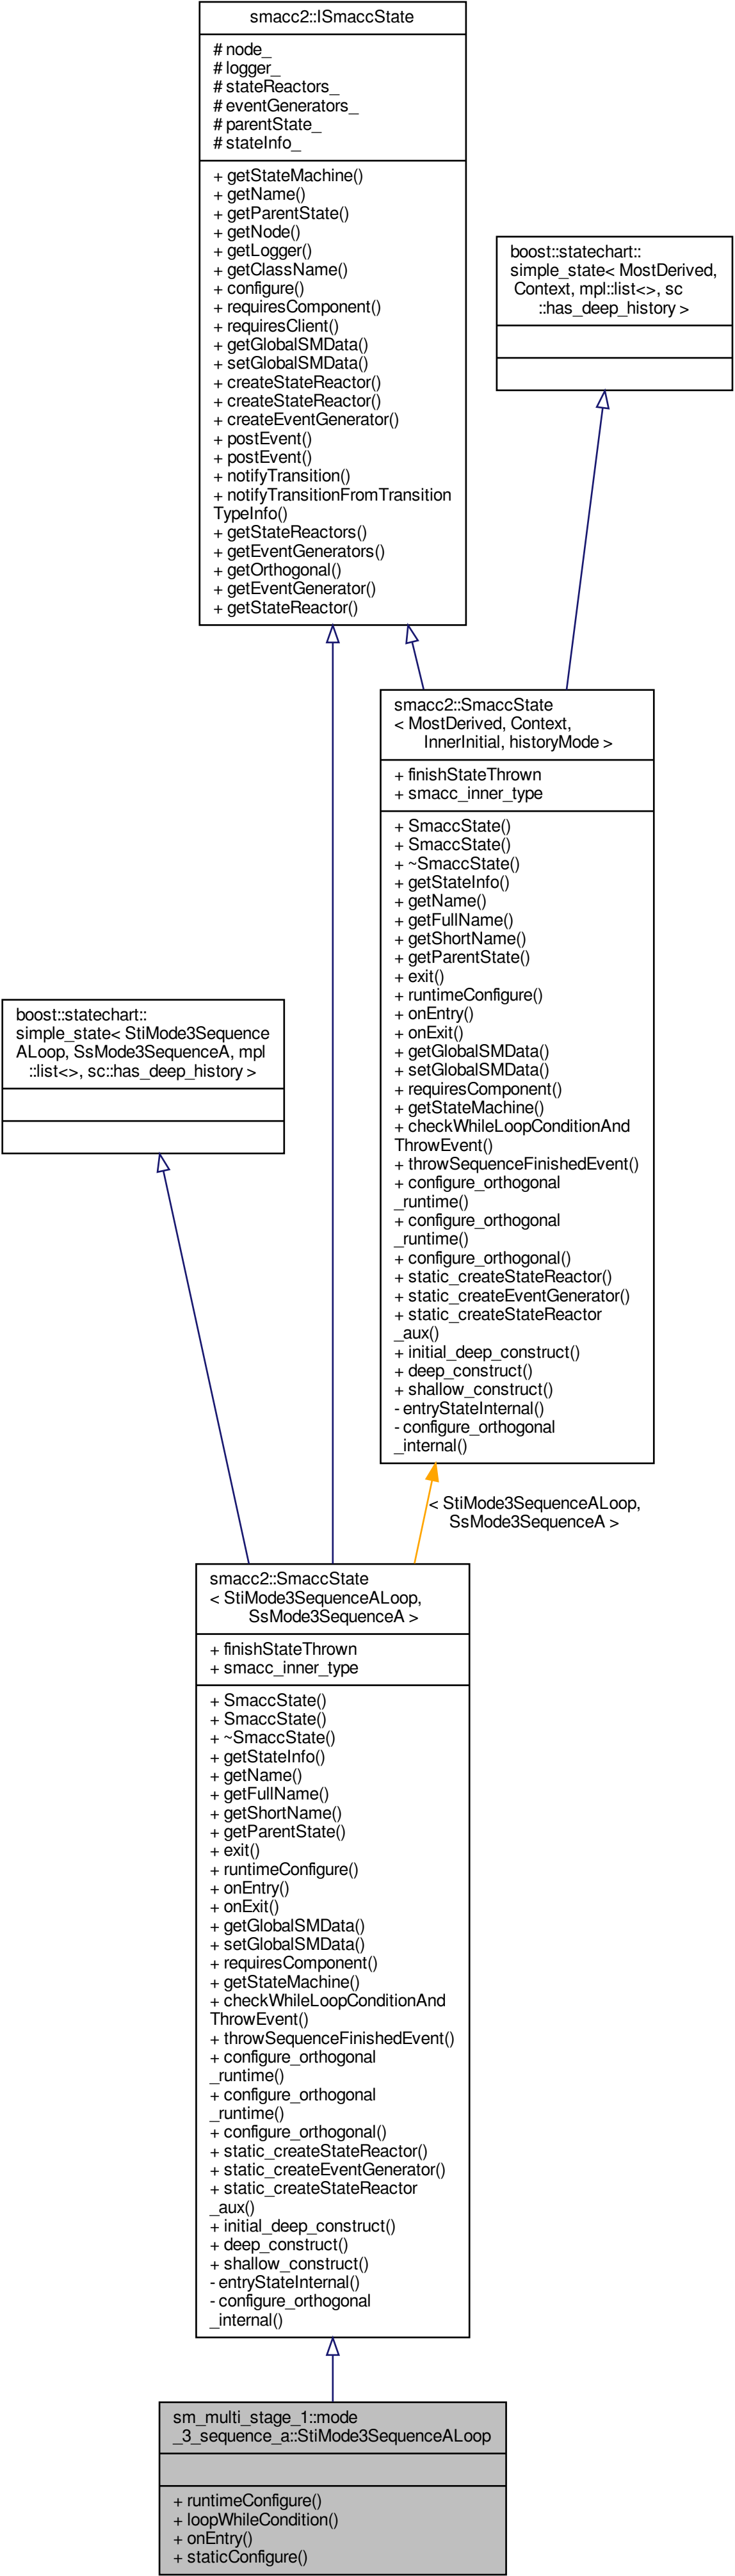 smacc2::ISmaccState
# node_
# logger_
# stateReactors_
# eventGenerators_
# parentState_
# stateInfo_
+ getStateMachine()
+ getName()
+ getParentState()
+ getNode()
+ getLogger()
+ getClassName()
+ configure()
+ requiresComponent()
+ requiresClient()
+ getGlobalSMData()
+ setGlobalSMData()
+ createStateReactor()
+ createStateReactor()
+ createEventGenerator()
+ postEvent()
+ postEvent()
+ notifyTransition()
+ notifyTransitionFromTransition
TypeInfo()
+ getStateReactors()
+ getEventGenerators()
+ getOrthogonal()
+ getEventGenerator()
+ getStateReactor()
boost::statechart::
simple_state< MostDerived,
Context, mpl::list<>, sc
::has_deep_history >
smacc2::SmaccState
< MostDerived, Context,
InnerInitial, historyMode >
+ finishStateThrown
+ smacc_inner_type
+ SmaccState()
+ SmaccState()
+ ~SmaccState()
+ getStateInfo()
+ getName()
+ getFullName()
+ getShortName()
+ getParentState()
+ exit()
+ runtimeConfigure()
+ onEntry()
+ onExit()
+ getGlobalSMData()
+ setGlobalSMData()
+ requiresComponent()
+ getStateMachine()
+ checkWhileLoopConditionAnd
ThrowEvent()
+ throwSequenceFinishedEvent()
+ configure_orthogonal
_runtime()
+ configure_orthogonal
_runtime()
+ configure_orthogonal()
+ static_createStateReactor()
+ static_createEventGenerator()
+ static_createStateReactor
_aux()
+ initial_deep_construct()
+ deep_construct()
+ shallow_construct()
- entryStateInternal()
- configure_orthogonal
_internal()
boost::statechart::
simple_state< StiMode3Sequence
ALoop, SsMode3SequenceA, mpl
::list<>, sc::has_deep_history >
< StiMode3SequenceALoop,
SsMode3SequenceA >
smacc2::SmaccState
< StiMode3SequenceALoop,
SsMode3SequenceA >
+ finishStateThrown
+ smacc_inner_type
+ SmaccState()
+ SmaccState()
+ ~SmaccState()
+ getStateInfo()
+ getName()
+ getFullName()
+ getShortName()
+ getParentState()
+ exit()
+ runtimeConfigure()
+ onEntry()
+ onExit()
+ getGlobalSMData()
+ setGlobalSMData()
+ requiresComponent()
+ getStateMachine()
+ checkWhileLoopConditionAnd
ThrowEvent()
+ throwSequenceFinishedEvent()
+ configure_orthogonal
_runtime()
+ configure_orthogonal
_runtime()
+ configure_orthogonal()
+ static_createStateReactor()
+ static_createEventGenerator()
+ static_createStateReactor
_aux()
+ initial_deep_construct()
+ deep_construct()
+ shallow_construct()
- entryStateInternal()
- configure_orthogonal
_internal()
sm_multi_stage_1::mode
_3_sequence_a::StiMode3SequenceALoop
+ runtimeConfigure()
+ loopWhileCondition()
+ onEntry()
+ staticConfigure()